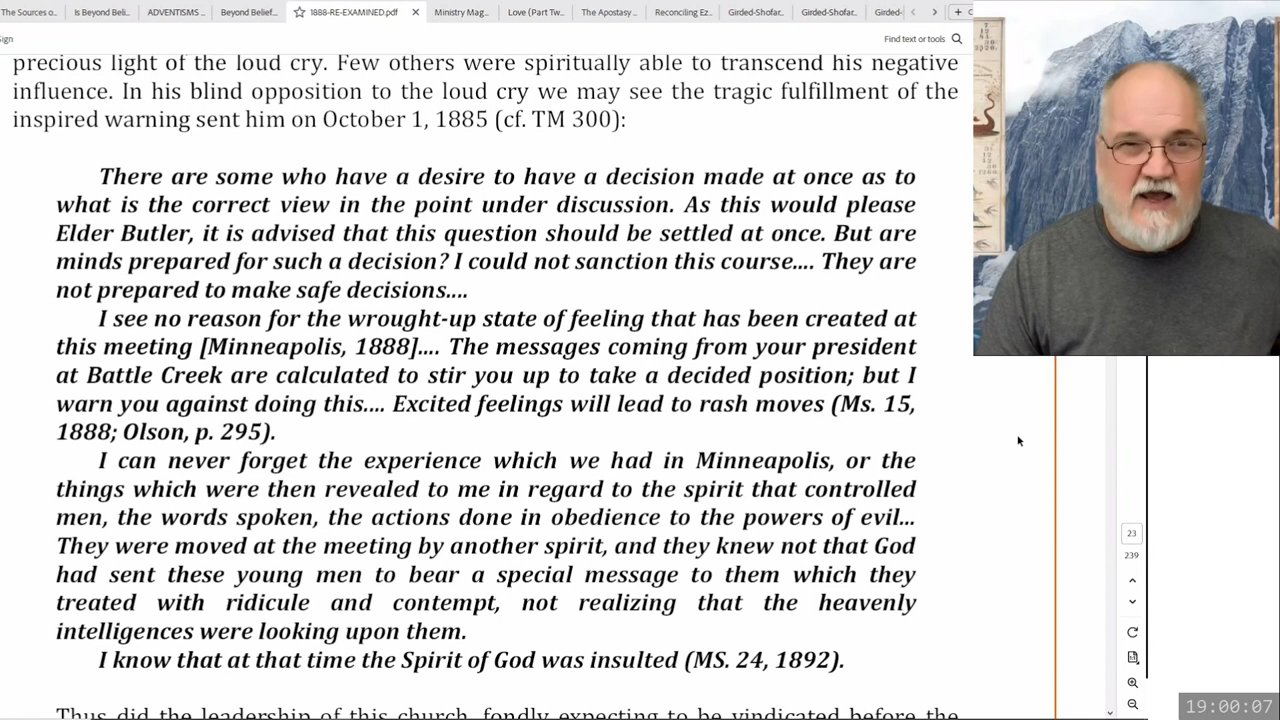 The Sources o...
Is Beyond Beli...
ADVENTISMS ...
Beyond Belief...
1888-RE-EXAMINED.pdf
Ministry Mag...
Love (Part Tw...
The Apostasy ...
Reconciling Ez...
Girded-Shofar...
Girded-Shofar...
Girded-
Sign
Find text or tools
precious light of the loud cry. Few others were spiritually able to transcend his negative
influence. In his blind opposition to the loud cry we may see the tragic fulfillment of the
inspired warning sent him on October 1, 1885 (cf. TM 300):
There are some who have a desire to have a decision made at once as to
what is the correct view in the point under discussion. As this would please
Elder Butler, it is advised that this question should be settled at once. But are
minds prepared for such a decision? I could not sanction this course.... They are
not prepared to make safe decisions....
I see no reason for the wrought-up state of feeling that has been created at
this meeting [Minneapolis, 1888].... The messages coming from your president
at Battle Creek are calculated to stir you up to take a decided position; but I
warn you against doing this.... Excited feelings will lead to rash moves (Ms. 15,
1888; Olson, p. 295).
I can never forget the experience which we had in Minneapolis, or the
things which were then revealed to me in regard to the spirit that controlled
men, the words spoken, the actions done in obedience to the powers of evil...
They were moved at the meeting by another spirit, and they knew not that God
had sent these young men to bear a special message to them which they
treated with ridicule and contempt, not realizing that the heavenly
intelligences were looking upon them.
I know that at that time the Spirit of God was insulted (MS. 24, 1892).
Thus did the leadership of this church, fondly expecting to be vindicated before the
23
239
19:00:07